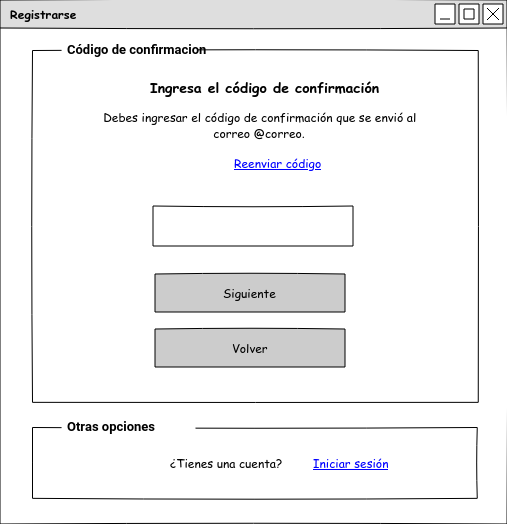 Registrarse
Código de confirmacion
Ingresa el código de confirmación
Debes ingresar el código de confirmación que se envió al
correo @correo.
Reenviar código
Siguiente
Volver
Otras opciones
¿Tienes una cuenta? Iniciar sesión